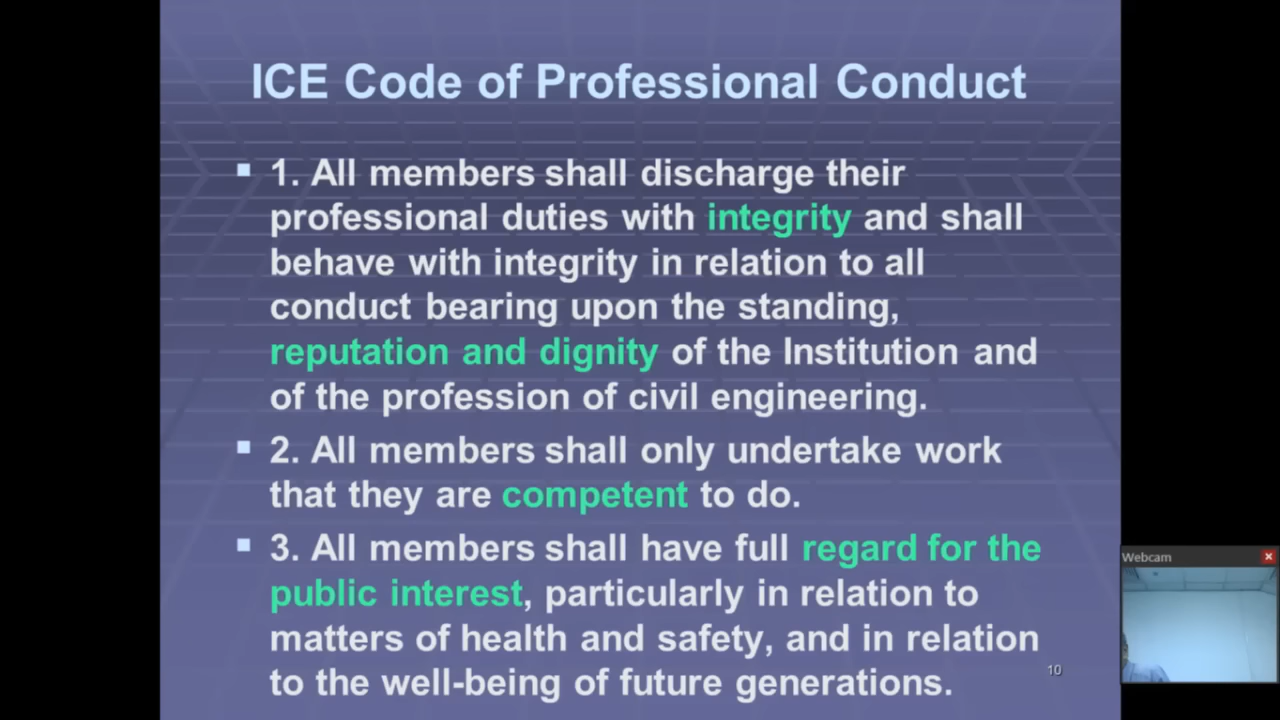 ICE Code of Professional Conduct
1. All members shall discharge their
professional duties with integrity and shall
behave with integrity in relation to all
conduct bearing upon the standing,
reputation and dignity of the Institution and
of the profession of civil engineering.
2. All members shall only undertake work
that they are competent to do.
3. All members shall have full regard for the
public interest, particularly in relation to
matters of health and safety, and in relation
to the well-being of future generations.
10
Webcam